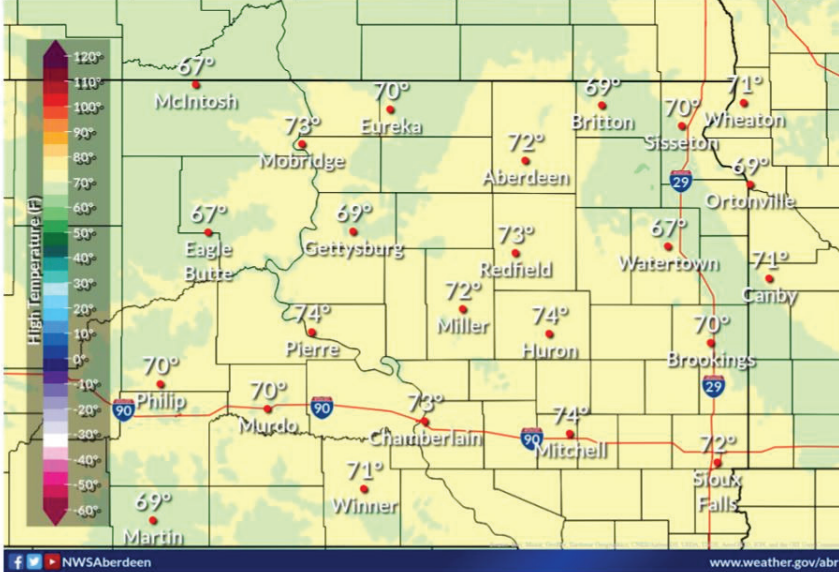 120°
110°
100°
90°
80°
70°
60°
50°
40°
30°
20°
10°
0°
-10°
-20°
-30°
-40°
-50°
-60°
High Temperature (F)
67°
McIntosh
70°
Eureka
73°
Mobridge
72°
Aberdeen
69°
Britton
70°
Sisseton
71°
Wheaton
69°
Ortonville
29
67°
Eagle
Butte
69°
Gettysburg
73°
Redfield
67°
Watertown
71°
Canby
74°
Pierre
72°
Miller
74°
Huron
70°
Brookings
29
70°
Philip
90
70°
Murdo
90
73°
Chamberlain
90
74°
Mitchell
72°
Sioux
Falls
71°
Winner
69°
Martin
NWSAberdeen
www.weather.gov/abr